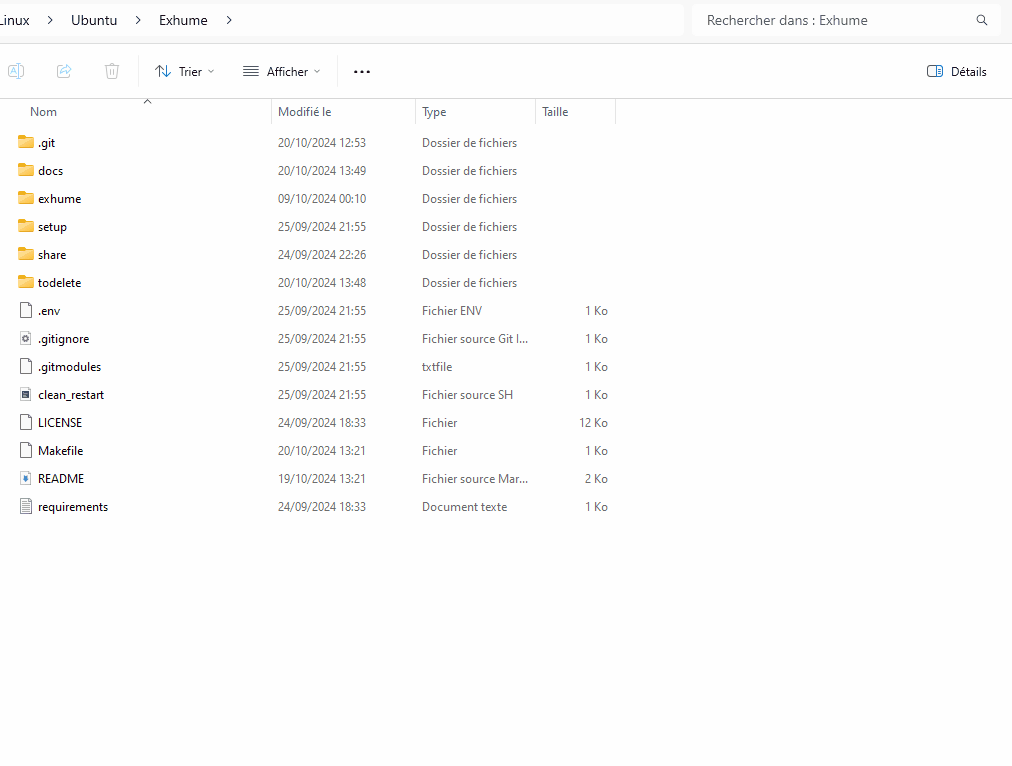 Linux > Ubuntu > Exhume > Rechercher dans : Exhume
Trier Afficher ... Détails
Nom Modifié le Type Taille
.git 20/10/2024 12:53 Dossier de fichiers
docs 20/10/2024 13:49 Dossier de fichiers
exhume 09/10/2024 00:10 Dossier de fichiers
setup 25/09/2024 21:55 Dossier de fichiers
share 24/09/2024 22:26 Dossier de fichiers
todelete 20/10/2024 13:48 Dossier de fichiers
.env 25/09/2024 21:55 Fichier ENV 1 Ko
.gitignore 25/09/2024 21:55 Fichier source Git I... 1 Ko
.gitmodules 25/09/2024 21:55 txtfile 1 Ko
clean_restart 25/09/2024 21:55 Fichier source SH 1 Ko
LICENSE 24/09/2024 18:33 Fichier 12 Ko
Makefile 20/10/2024 13:21 Fichier 1 Ko
README 19/10/2024 13:21 Fichier source Mar... 2 Ko
requirements 24/09/2024 18:33 Document texte 1 Ko